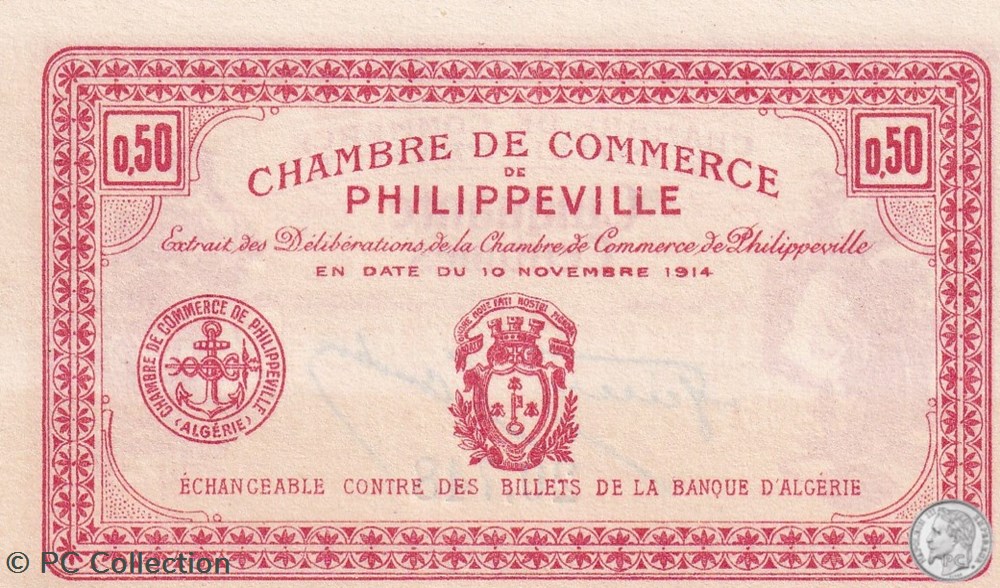 0,50
0,50
CHAMBRE DE COMMERCE
DE
PHILIPPEVILLE
Extrait des Délibérations de la Chambre de Commerce de Philippeville
EN DATE DU 10 NOVEMBRE 1914
CHAMBRE DE COMMERCE DE PHILIPPEVILLE
(ALGÉRIE)
FATI NOSTRI
ÉCHANGEABLE CONTRE DES BILLETS DE LA BANQUE D'ALGÉRIE
© PC Collection